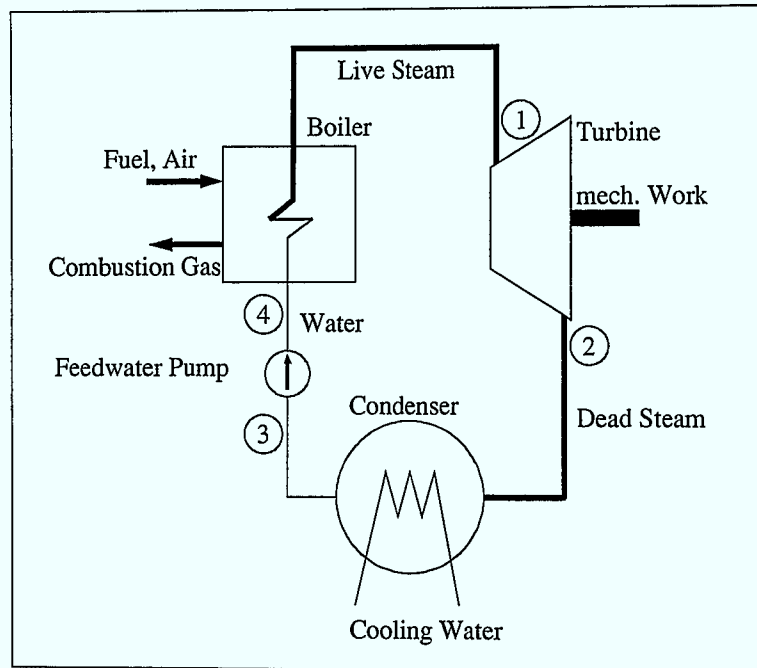 Live Steam
1
Boiler
Turbine
Fuel, Air
mech. Work
Combustion Gas
4
Water
2
Feedwater Pump
Condenser
Dead Steam
3
Cooling Water